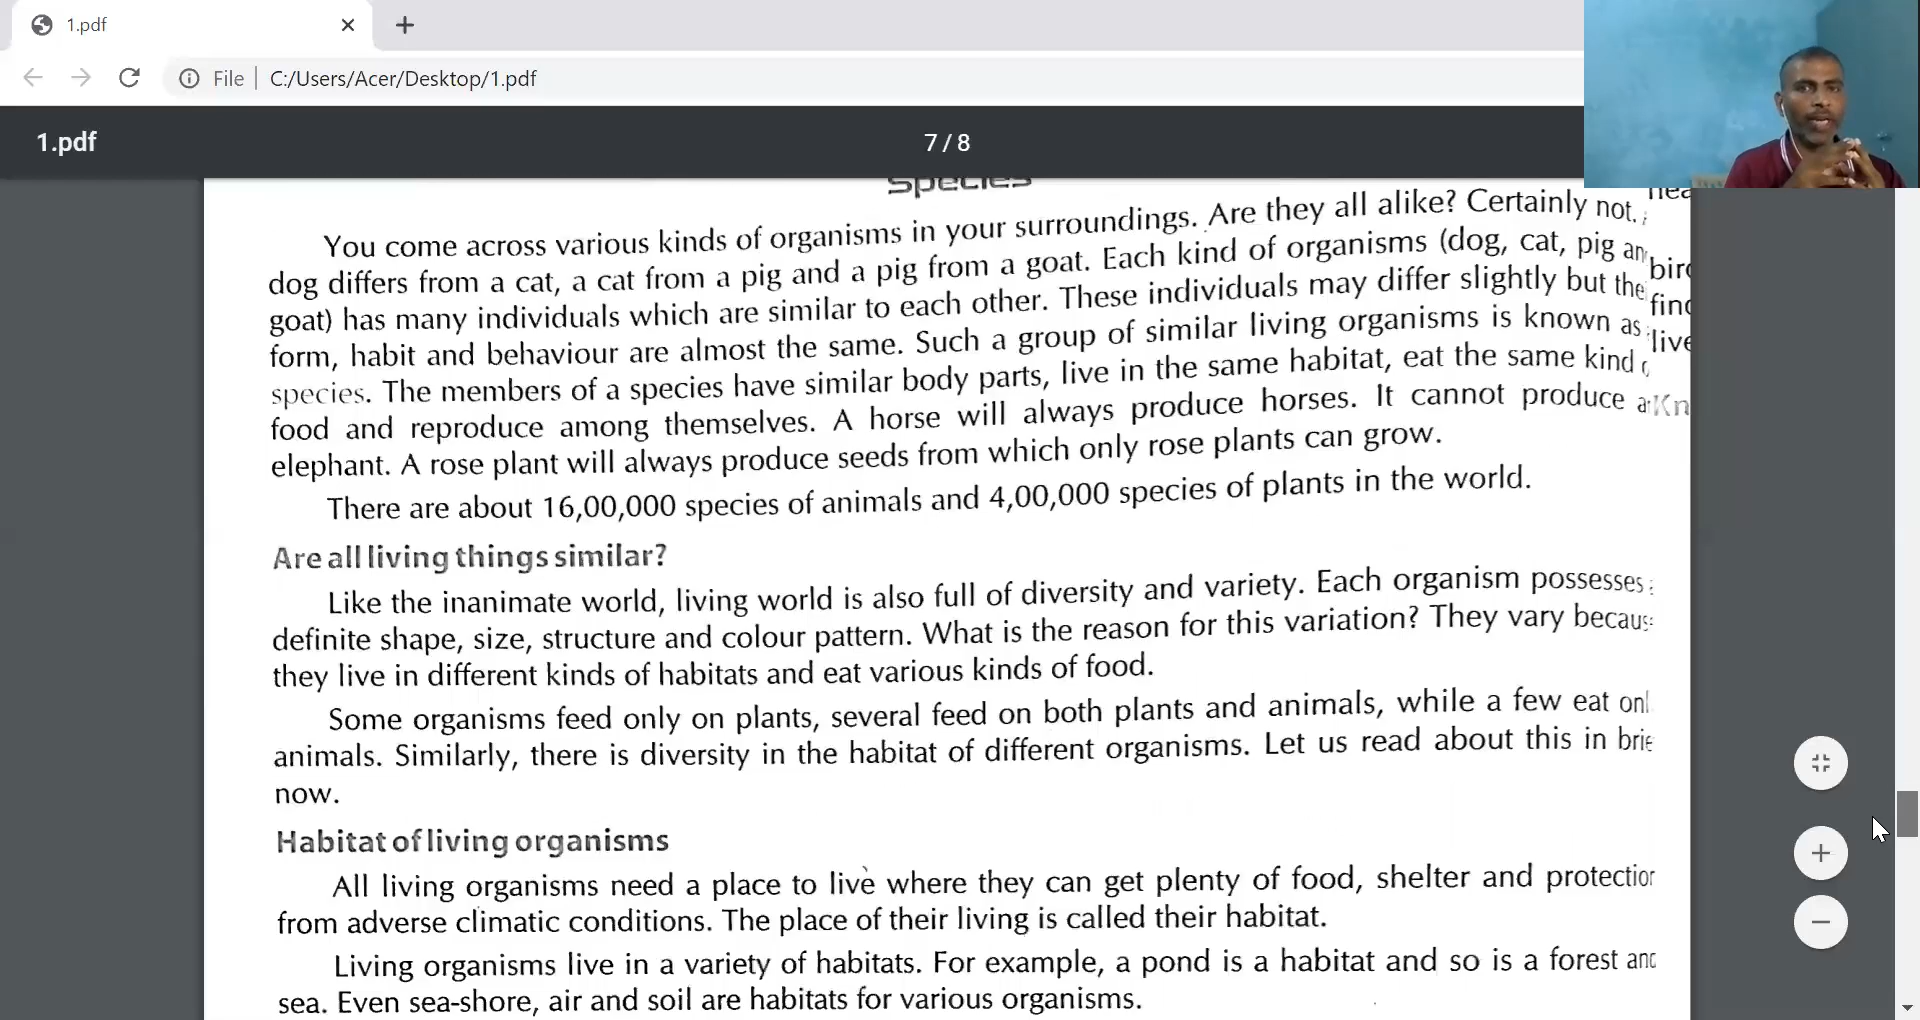 1.pdf
File
C:/Users/Acer/Desktop/1.pdf
1.pdf
7 / 8
Species
You come across various kinds of organisms in your surroundings. Are they all alike? Certainly not.
dog differs from a cat, a cat from a pig and a pig from a goat. Each kind of organisms (dog, cat, pig an
goat) has many individuals which are similar to each other. These individuals may differ slightly but the
form, habit and behaviour are almost the same. Such a group of similar living organisms is known as
species. The members of a species have similar body parts, live in the same habitat, eat the same kind
food and reproduce among themselves. A horse will always produce horses. It cannot produce a
elephant. A rose plant will always produce seeds from which only rose plants can grow.
There are about 16,00,000 species of animals and 4,00,000 species of plants in the world.
Are all living things similar?
Like the inanimate world, living world is also full of diversity and variety. Each organism possesses
definite shape, size, structure and colour pattern. What is the reason for this variation? They vary becaus
they live in different kinds of habitats and eat various kinds of food.
Some organisms feed only on plants, several feed on both plants and animals, while a few eat onl
animals. Similarly, there is diversity in the habitat of different organisms. Let us read about this in brie
now.
Habitat of living organisms
All living organisms need a place to live where they can get plenty of food, shelter and protection
from adverse climatic conditions. The place of their living is called their habitat.
Living organisms live in a variety of habitats. For example, a pond is a habitat and so is a forest and
sea. Even sea-shore, air and soil are habitats for various organisms.
hea
bird
find
live
Kn